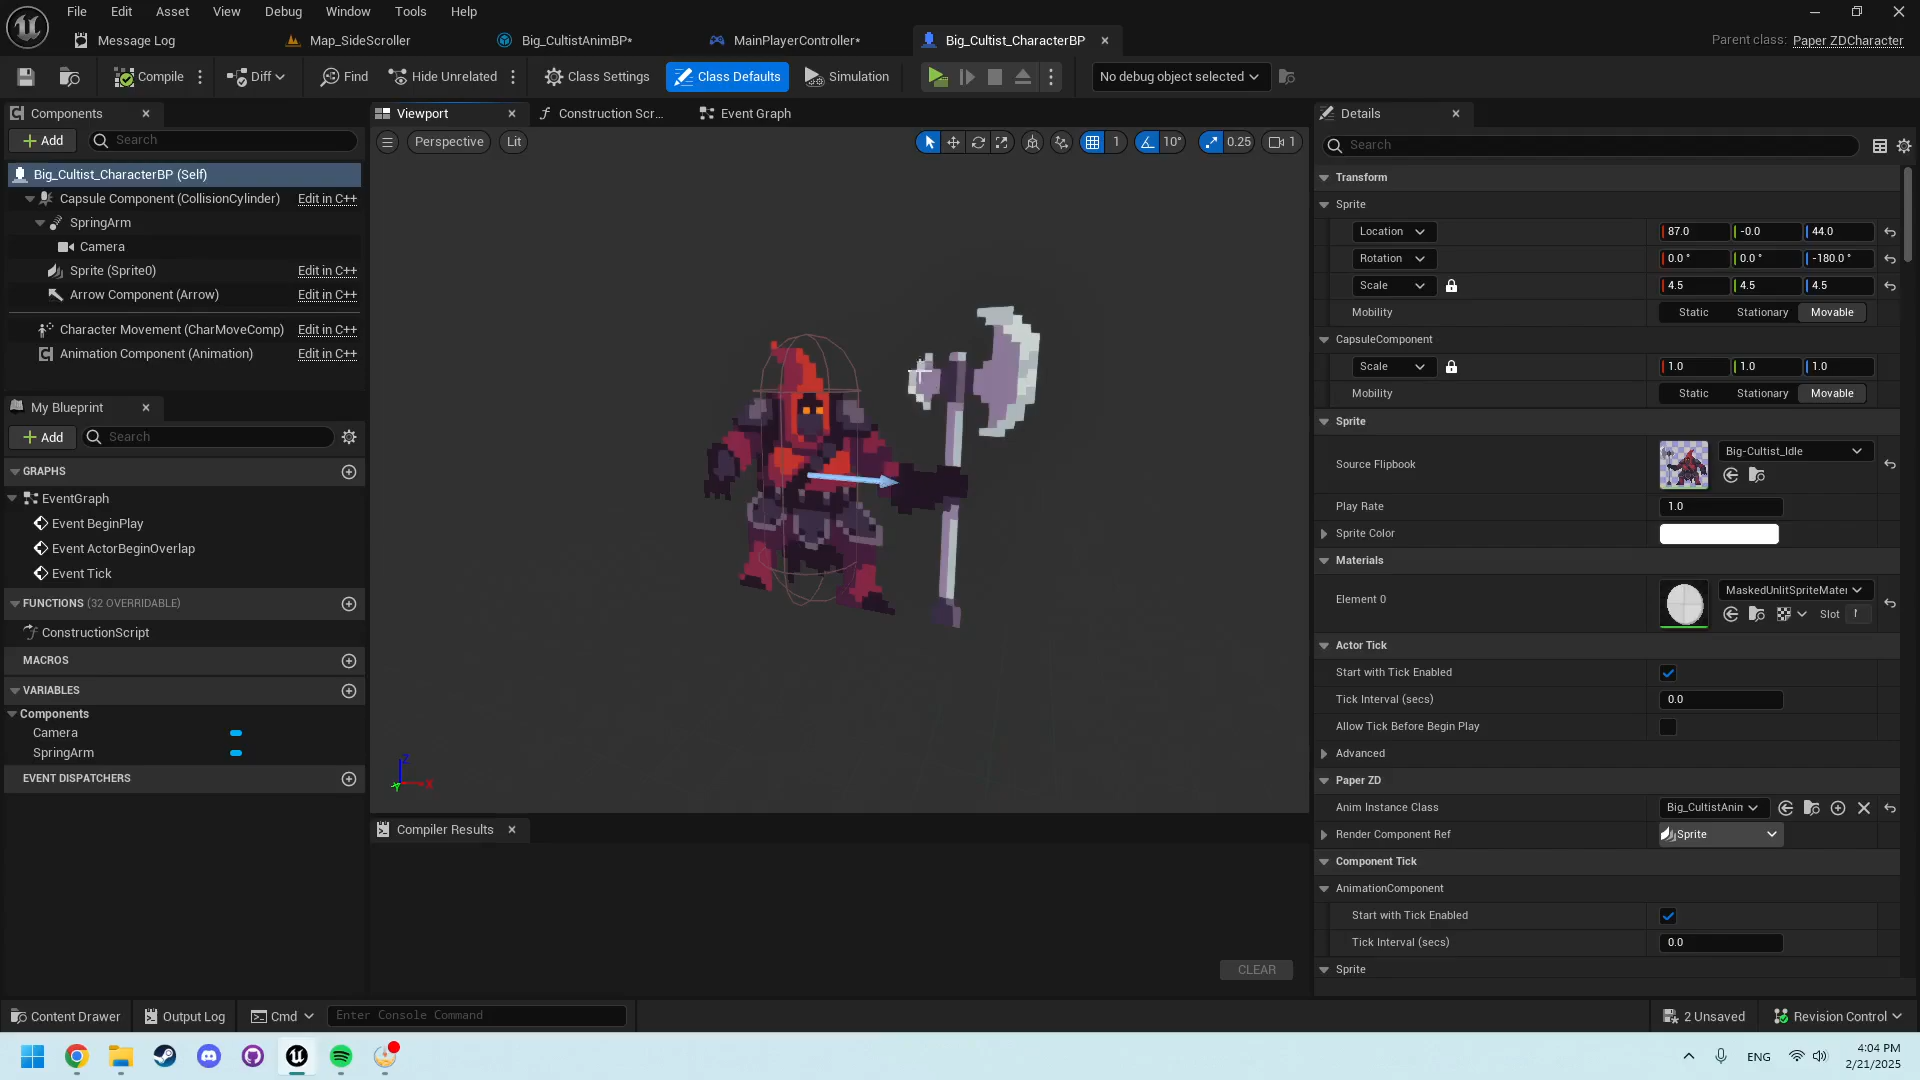 File Edit Asset View Debug Window Tools Help
Message Log Map_SideScroller Big_CultistAnimBP* MainPlayerController* Big_Cultist_CharacterBP Parent class: Paper ZDCharacter
Compile Diff Find Hide Unrelated Class Settings Class Defaults Simulation No debug object selected
Components
Add Search
Big_Cultist_CharacterBP (Self)
Capsule Component (CollisionCylinder) Edit in C++
SpringArm
Camera
Sprite (Sprite0) Edit in C++
Arrow Component (Arrow) Edit in C++
Character Movement (CharMoveComp) Edit in C++
Animation Component (Animation) Edit in C++
My Blueprint
Add Search
GRAPHS
EventGraph
Event BeginPlay
Event ActorBeginOverlap
Event Tick
FUNCTIONS (32 OVERRIDABLE)
ConstructionScript
MACROS
VARIABLES
Components
Camera
SpringArm
EVENT DISPATCHERS
Viewport Construction Scr... Event Graph
Perspective Lit 1 10° 0.25 1
Z X
Compiler Results
CLEAR
Details
Search
Transform
Sprite
Location 87.0 -0.0 44.0
Rotation 0.0 ° 0.0 ° -180.0 °
Scale 4.5 4.5 4.5
Mobility Static Stationary Movable
CapsuleComponent
Scale 1.0 1.0 1.0
Mobility Static Stationary Movable
Sprite
Source Flipbook Big-Cultist_Idle
Play Rate 1.0
Sprite Color
Materials
Element 0 MaskedUnlitSpriteMater
Slot
Actor Tick
Start with Tick Enabled
Tick Interval (secs) 0.0
Allow Tick Before Begin Play
Advanced
Paper ZD
Anim Instance Class Big_CultistAnim
Render Component Ref Sprite
Component Tick
AnimationComponent
Start with Tick Enabled
Tick Interval (secs) 0.0
Sprite
Content Drawer Output Log Cmd Enter Console Command 2 Unsaved Revision Control
ENG 4:04 PM
2/21/2025